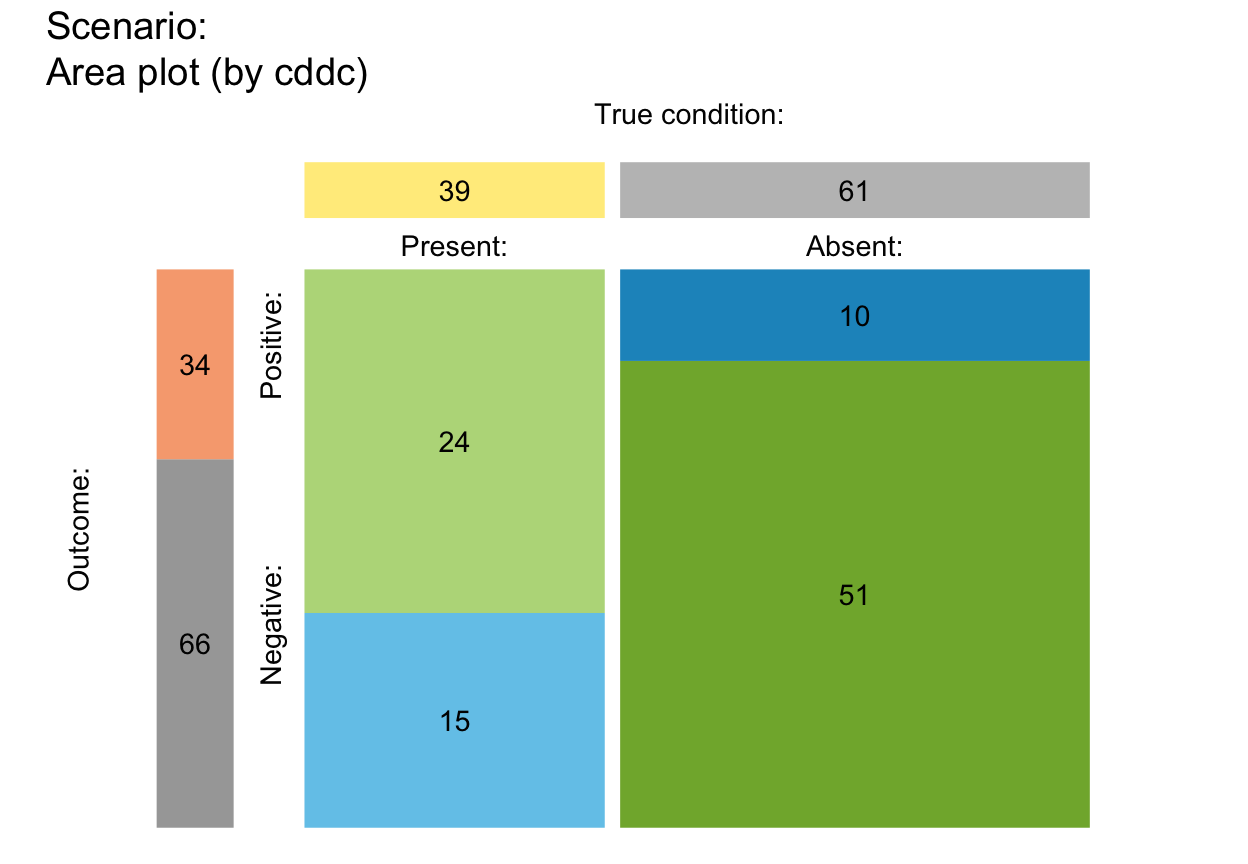 Scenario:
Area plot (by cddc)
True condition:
39
61
Present:
Absent:
Outcome:
34
66
Positive:
Negative:
24
10
15
51